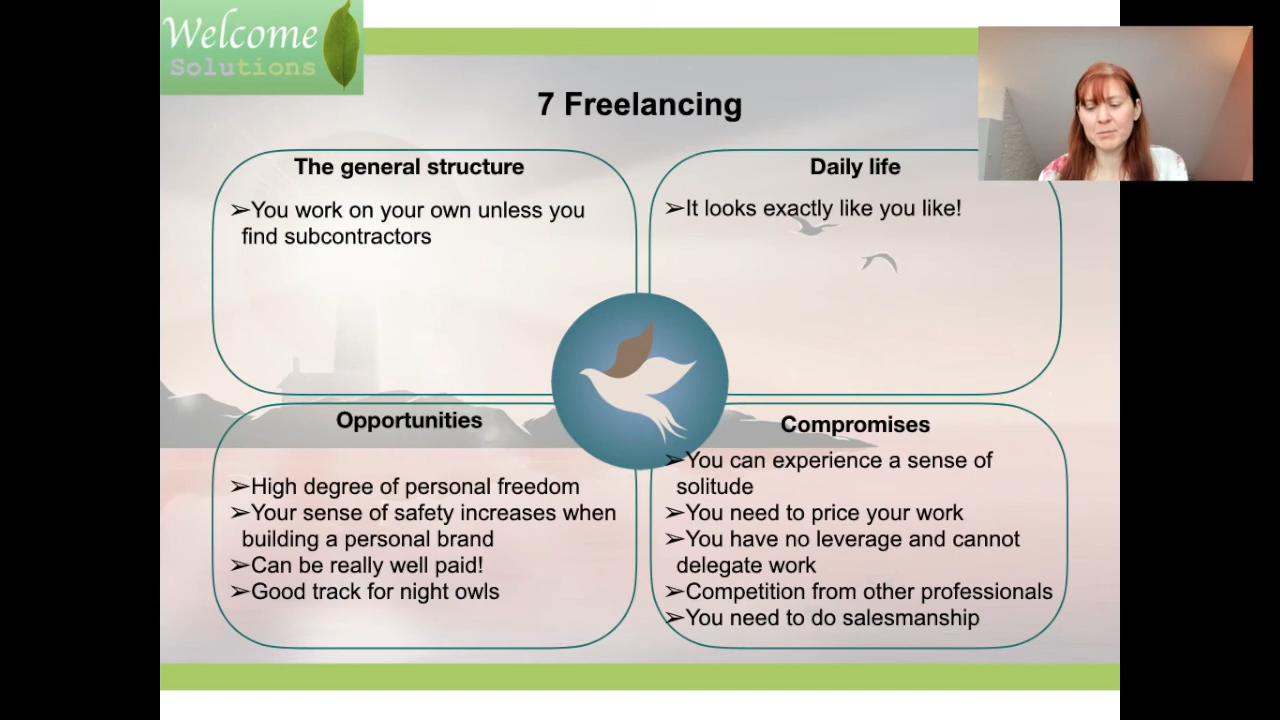 Welcome
Solutions
7 Freelancing
The general structure
➢You work on your own unless you
find subcontractors
Daily life
➢It looks exactly like you like!
Opportunities
➢High degree of personal freedom
➢Your sense of safety increases when
building a personal brand
➢Can be really well paid!
➢Good track for night owls
Compromises
➢You can experience a sense of
solitude
➢You need to price your work
➢You have no leverage and cannot
delegate work
➢Competition from other professionals
➢You need to do salesmanship